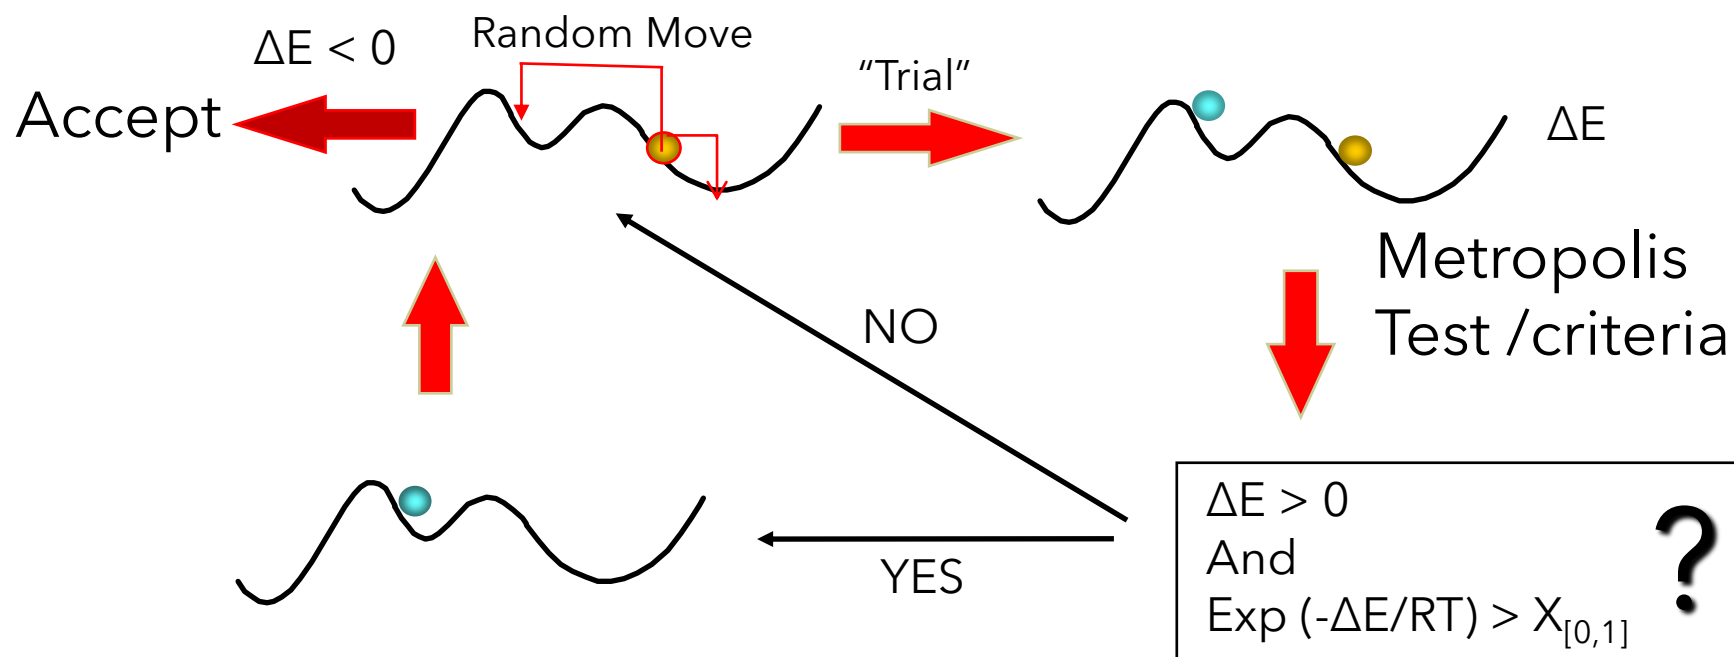 ΔE < 0
Random Move
Accept
“Trial”
ΔE
Metropolis
Test /criteria
NO
YES
ΔE > 0
And
Exp (-ΔE/RT) > X[0,1]
?